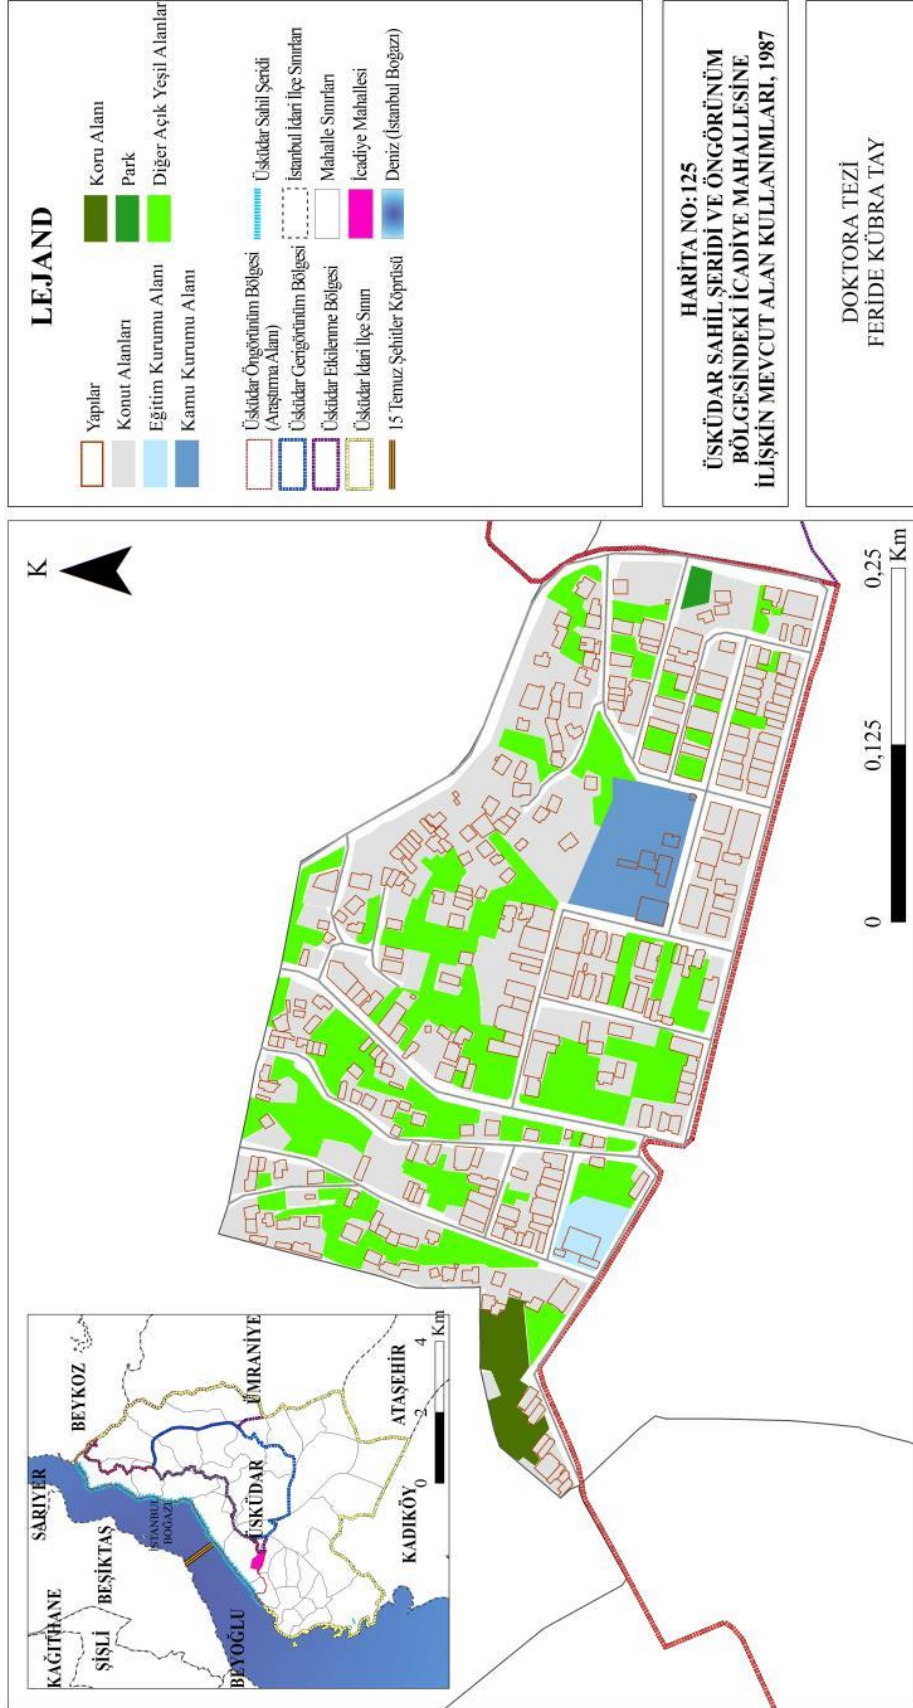 KAĞITHANE
SARIYER
BEYKOZ
ŞİŞLİ
BEŞİKTAŞ
İSTANBUL
BOĞAZI
BEYOĞLU
ÜSKÜDAR
ÜMRANİYE
KADIKÖY
ATAŞEHİR
0
2
4
Km
K
0
0,125
0,25
Km
LEJAND
Yapılar
Konut Alanları
Eğitim Kurumu Alanı
Kamu Kurumu Alanı
Koru Alanı
Park
Diğer Açık Yeşil Alanlar
Üsküdar Öngörünüm Bölgesi
(Araştırma Alanı)
Üsküdar Gerigörünüm Bölgesi
Üsküdar Etkilenme Bölgesi
Üsküdar İdari İlçe Sınırı
15 Temuz Şehitler Köprüsü
Üsküdar Sahil Şeridi
İstanbul İdari İlçe Sınırları
Mahalle Sınırları
İcadiye Mahallesi
Deniz (İstanbul Boğazı)
HARİTA NO: 125
ÜSKÜDAR SAHİL ŞERİDİ VE ÖNGÖRÜNÜM
BÖLGESİNDEKİ İCADİYE MAHALLESİNE
İLİŞKİN MEVCUT ALAN KULLANIMLARI, 1987
DOKTORA TEZİ
FERİDE KÜBRA TAY